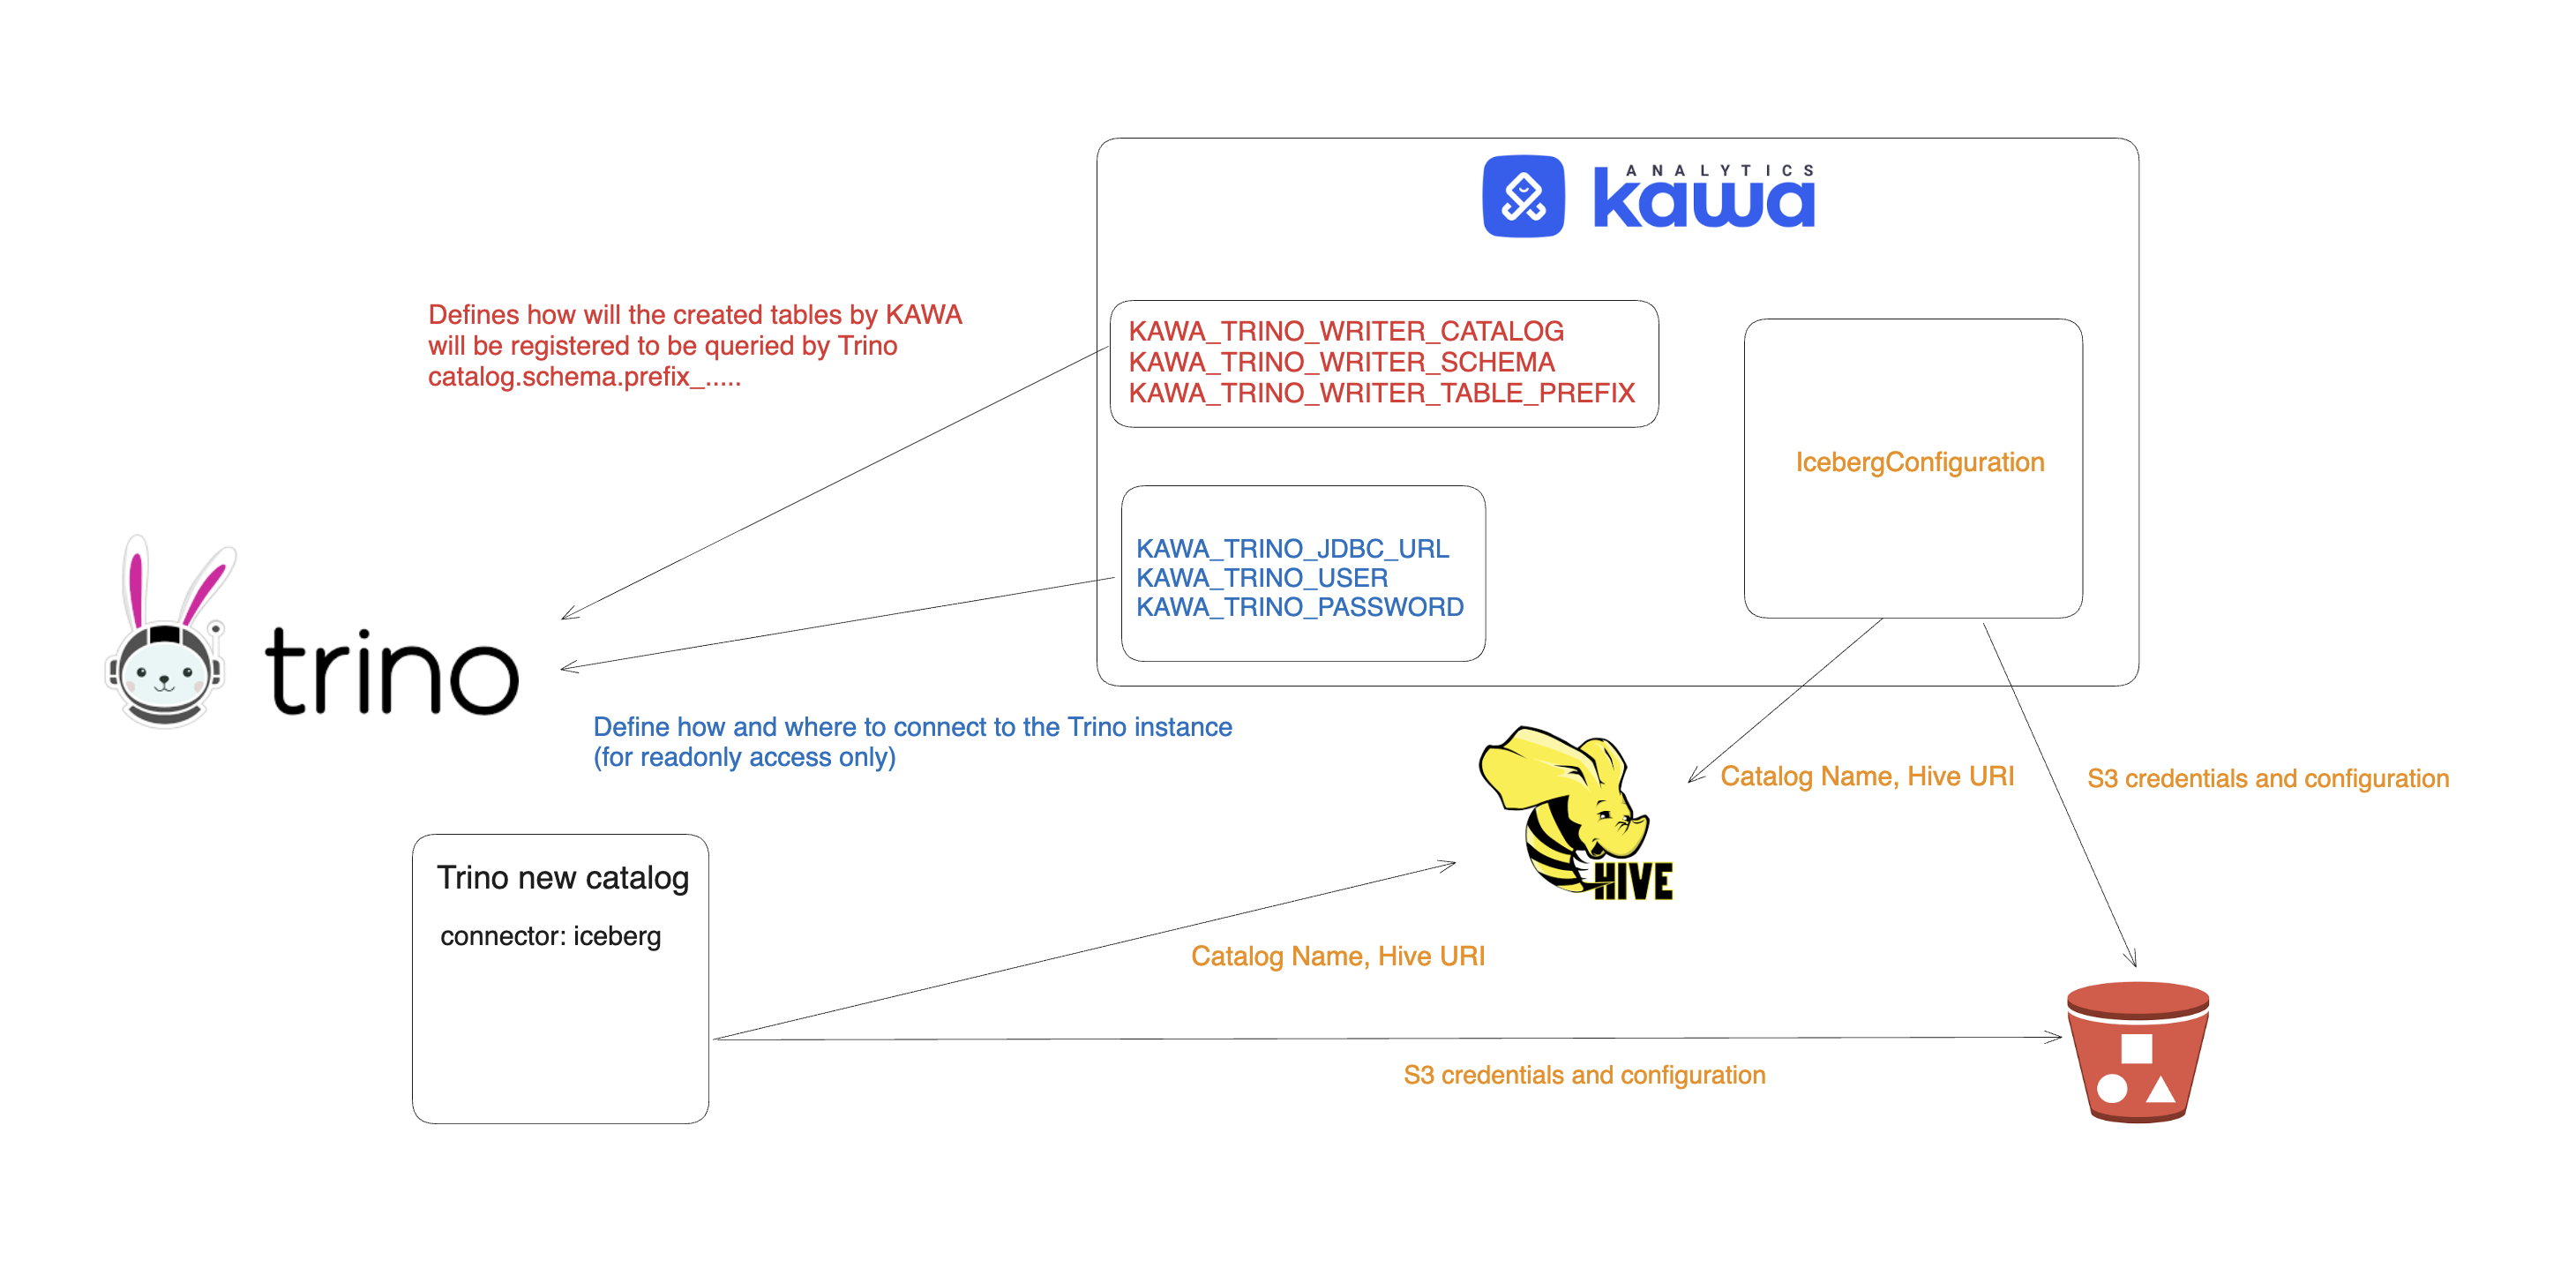 ANALYTICS
kawa
Defines how will the created tables by KAWA
will be registered to be queried by Trino
catalog.schema.prefix_.....
KAWA_TRINO_WRITER_CATALOG
KAWA_TRINO_WRITER_SCHEMA
KAWA_TRINO_WRITER_TABLE_PREFIX
IcebergConfiguration
KAWA_TRINO_JDBC_URL
KAWA_TRINO_USER
KAWA_TRINO_PASSWORD
trino
Define how and where to connect to the Trino instance
(for readonly access only)
Catalog Name, Hive URI
S3 credentials and configuration
HIVE
Trino new catalog
connector: iceberg
Catalog Name, Hive URI
S3 credentials and configuration